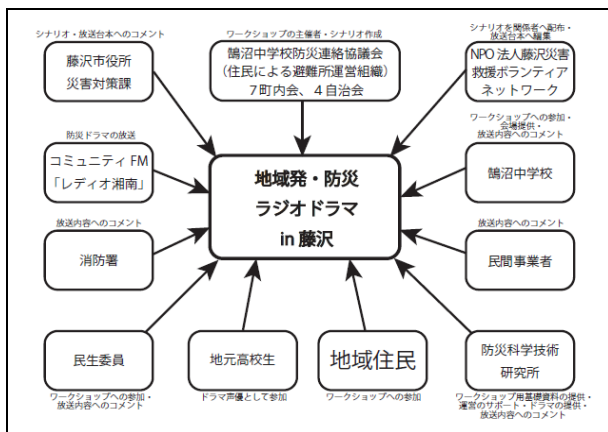 シナリオ・放送台本へのコメント
藤沢市役所
災害対策課
ワークショップの主催者・シナリオ作成
鵠沼中学校防災連絡協議会
（住民による避難所運営組織）
７町内会、４自治会
シナリオを関係者へ配布・
放送台本へ編集
NPO 法人藤沢災害
救援ボランティア
ネットワーク
防災ドラマの放送
コミュニティ FM
「レディオ湘南」
地域発・防災
ラジオドラマ
in 藤沢
ワークショップへの参加・
会場提供・
放送内容へのコメント
鵠沼中学校
放送内容へのコメント
消防署
放送内容へのコメント
民間事業者
民生委員
ワークショップへの参加・
放送内容へのコメント
地元高校生
ドラマ声優として参加
地域住民
ワークショップへの参加
防災科学技術
研究所
ワークショップ用基礎資料の提供・
運営のサポート・ドラマの提供・
放送内容へのコメント